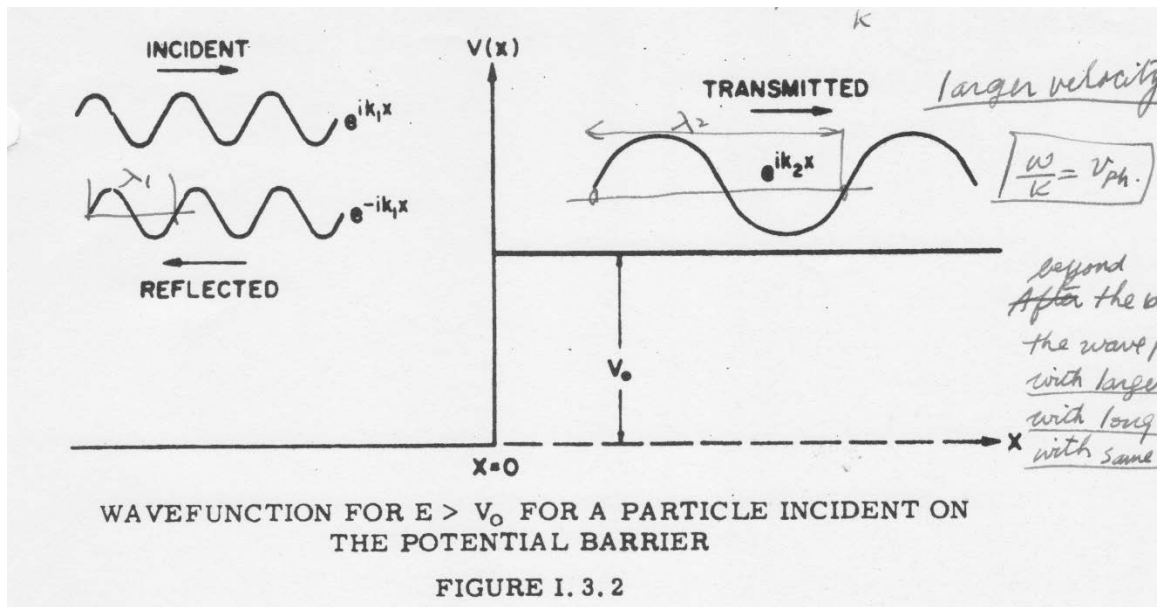 K
INCIDENT
V(x)
TRANSMITTED
larger velocity
e^{ik₁x}
λ₂
e^{ik₂x}
ω/K = v_ph.
λ₁
e^{-ik₁x}
REFLECTED
beyond
After the
the wave
with larger
with long
with same
V₀
X
X=0
WAVEFUNCTION FOR E > V₀ FOR A PARTICLE INCIDENT ON
THE POTENTIAL BARRIER
FIGURE I.3.2